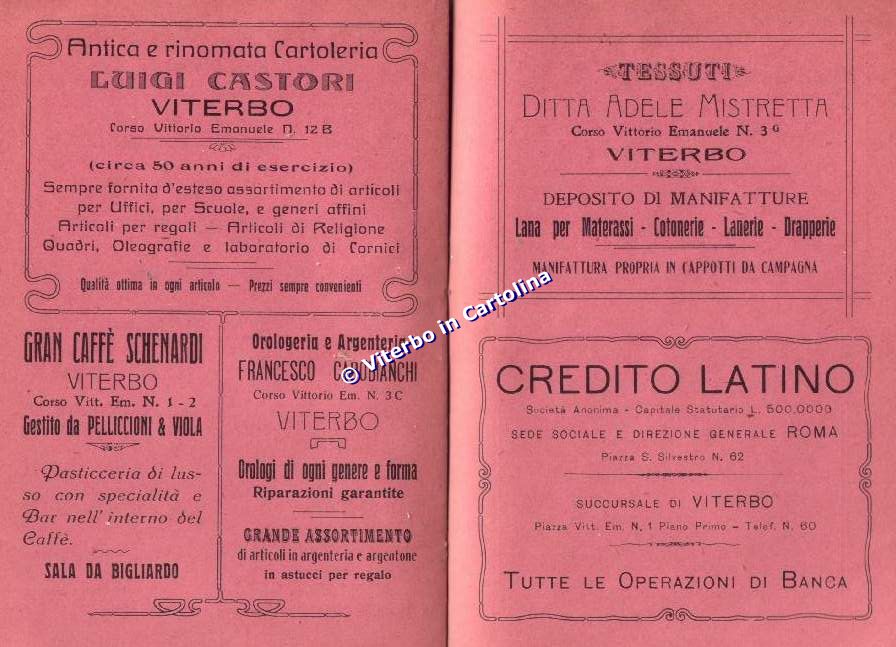 Antica e rinomata Cartoleria
LUIGI CASTORI
VITERBO
Corso Vittorio Emanuele N. 12 B
(circa 50 anni di esercizio)
Sempre fornita d'esteso assortimento di articoli
per Uffici, per Scuole, e generi affini
Articoli per regali — Articoli di Religione
Quadri, Oleografie e laboratorio di Cornici
Qualità ottima in ogni articolo — Prezzi sempre convenienti
GRAN CAFFÈ SCHENARDI
VITERBO
Corso Vitt. Em. N. 1 - 2
Gestito da PELLICCIONI & VIOLA
Pasticceria di lus-
so con specialità e
Bar nell' interno del
Caffè.
SALA DA BIGLIARDO
Orologeria e Argenteria
FRANCESCO CAROBIANCHI
Corso Vittorio Em. N. 3 C
VITERBO
Orologi di ogni genere e forma
Riparazioni garantite
GRANDE ASSORTIMENTO
di articoli in argenteria e argentone
in astucci per regalo
TESSUTI
DITTA ADELE MISTRETTA
Corso Vittorio Emanuele N. 3 G
VITERBO
DEPOSITO DI MANIFATTURE
Lana per Materassi - Cotonerie - Lanerie - Drapperie
MANIFATTURA PROPRIA IN CAPPOTTI DA CAMPAGNA
CREDITO LATINO
Società Anonima - Capitale Statutario L. 500,0000
SEDE SOCIALE E DIREZIONE GENERALE ROMA
Piazza S. Silvestro N. 62
SUCCURSALE DI VITERBO
Piazza Vitt. Em. N. 1 Piano Primo - Telef. N. 60
TUTTE LE OPERAZIONI DI BANCA
© Viterbo in Cartolina